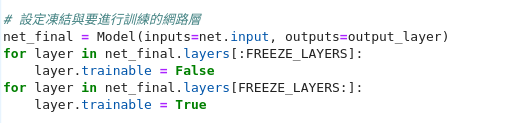 # 設定凍結與要進行訓練的網路層
net_final = Model(inputs=net.input, outputs=output_layer)
for layer in net_final.layers[:FREEZE_LAYERS]:
    layer.trainable = False
for layer in net_final.layers[FREEZE_LAYERS:]:
    layer.trainable = True